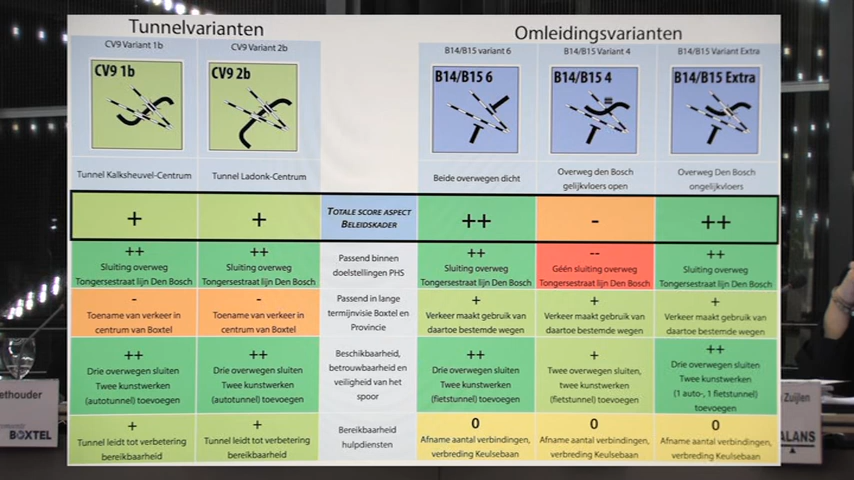 Tunnelvarianten
Omleidingsvarianten
CV9 Variant 1b
CV9 Variant 2b
B14/B15 variant 6
B14/B15 Variant 4
B14/B15 Variant Extra
CV9 1b
CV9 2b
B14/B15 6
B14/B15 4
B14/B15 Extra
Tunnel Kalksheuvel-Centrum
Tunnel Ladonk-Centrum
Beide overwegen dicht
Overweg den Bosch
gelijkvloers open
Overweg Den Bosch
ongelijkvloers
+
+
TOTALE SCORE ASPECT
BELEIDSKADER
++
-
++
++
Sluiting overweg
Tongersestraat lijn Den Bosch
++
Sluiting overweg
Tongersestraat lijn Den Bosch
Passend binnen
doelstellingen PHS
++
Sluiting overweg
Tongersestraat lijn Den Bosch
--
Géén sluiting overweg
Tongersestraat lijn Den Bosch
++
Sluiting overweg
Tongersestraat lijn Den Bosch
-
Toename van verkeer in
centrum van Boxtel
-
Toename van verkeer in
centrum van Boxtel
Passend in lange
termijnvisie Boxtel en
Provincie
+
Verkeer maakt gebruik van
daartoe bestemde wegen
+
Verkeer maakt gebruik van
daartoe bestemde wegen
+
Verkeer maakt gebruik van
daartoe bestemde wegen
++
Drie overwegen sluiten
Twee kunstwerken
(autotunnel) toevoegen
++
Drie overwegen sluiten
Twee kunstwerken
(autotunnel) toevoegen
Beschikbaarheid,
betrouwbaarheid en
veiligheid van het
spoor
++
Drie overwegen sluiten
Twee kunstwerken
(fietstunnel) toevoegen
+
Twee overwegen sluiten,
twee kunstwerken
(fietstunnel) toevoegen
++
Drie overwegen sluiten
Twee kunstwerken
(1 auto-, 1 fietstunnel)
toevoegen
+
Tunnel leidt tot verbetering
bereikbaarheid
+
Tunnel leidt tot verbetering
bereikbaarheid
Bereikbaarheid
hulpdiensten
0
Afname aantal verbindingen,
verbreding Keulsebaan
0
Afname aantal verbindingen,
verbreding Keulsebaan
0
Afname aantal verbindingen,
verbreding Keulsebaan
ethouder
BOXTEL
Zuijlen
ALANS